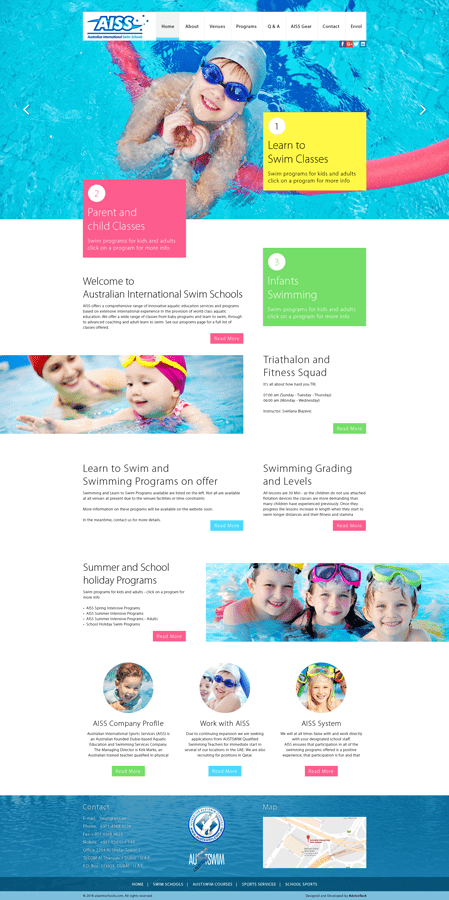 AISS
Australian International Swim Schools
Home
About
Venues
Programs
Q & A
AISS Gear
Contact
Enrol
1
Learn to
Swim Classes
Swim programs for kids and adults
click on a program for more info
2
Parent and
child Classes
Swim programs for kids and adults
click on a program for more info
3
Infants
Swimming
Swim programs for kids and adults
click on a program for more info
Welcome to
Australian International Swim Schools
AISS offers a comprehensive range of innovative aquatic education services and programs
based on extensive international experience in the provision of world class aquatic
education. We offer a wide range of classes from baby programs and learn to swim, through
to advanced coaching and adult learn to swim. See our programs page for a full list of
classes offered.
Read More
Triathalon and
Fitness Squad
It's all about how hard you TRI.
07:00 am (Sunday - Tuesday - Thursday)
06:00 am (Monday - Wednesday)
Instructor: Svetlana Blazevic
Read More
Learn to Swim and
Swimming Programs on offer
Swimming and Learn to Swim Programs available are listed on the left. Not all are available
at all venues at present due to the venues facilities or time constraints
More information on these programs will be available on the website soon.
In the meantime, contact us for more details.
Read More
Swimming Grading
and Levels
All lessons are 30 Min - as the children do not use attached
flotation devices the classes are more demanding than
many children have experienced previously. Once they
progress the lessons increase in length when they start to
swim longer distances and their fitness and stamina
Read More
Summer and School
holiday Programs
Swim programs for kids and adults - click on a program for
more info
- AISS Spring Intensive Programs
- AISS Summer Intensive Programs
- AISS Summer Intensive Programs - Adults
- School Holiday Swim Programs
Read More
AISS Company Profile
Australian International Sports Services (AISS) is
an Australian founded Dubai-based Aquatic
Education and Swimming Services Company.
The Managing Director is Kirk Marks, an
Australian trained teacher qualified in physical
Read More
Work with AISS
Due to continuing expansion we are seeking
applications from AUSTSWIM Qualified
Swimming Teachers for immediate start in
several of our locations in the UAE. We are also
recruiting for positions in Qatar
Read More
AISS System
We will at all times liaise with and work directly
with your designated school staff.
AISS ensures that participation in all of the
swimming programs offered is a positive
experience, that participation is fun and that
Read More
Contact
Map
AUSTSWIM
HOME | SWIM SCHOOLS | AUSTSWIM COURSES | SPORTS SERVICES | SCHOOL SPORTS
Designed and Developed by